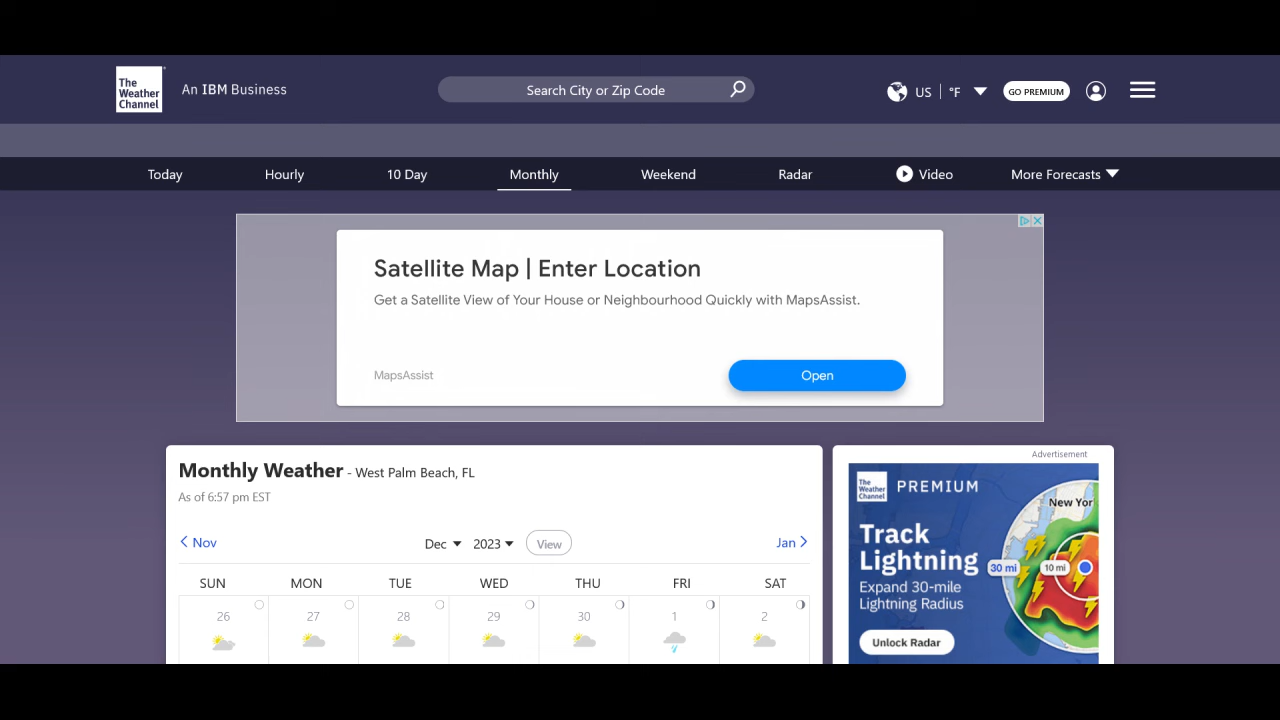 The
Weather
Channel
An IBM Business
Search City or Zip Code
US | °F
GO PREMIUM
Today
Hourly
10 Day
Monthly
Weekend
Radar
Video
More Forecasts
Satellite Map | Enter Location
Get a Satellite View of Your House or Neighbourhood Quickly with MapsAssist.
MapsAssist
Open
Monthly Weather - West Palm Beach, FL
As of 6:57 pm EST
Nov
Dec
2023
View
Jan
SUN MON TUE WED THU FRI SAT
26 27 28 29 30 1 2
Advertisement
The
Weather
Channel
PREMIUM
New Yor
Track
Lightning
30 mi
10 mi
Expand 30-mile
Lightning Radius
Unlock Radar